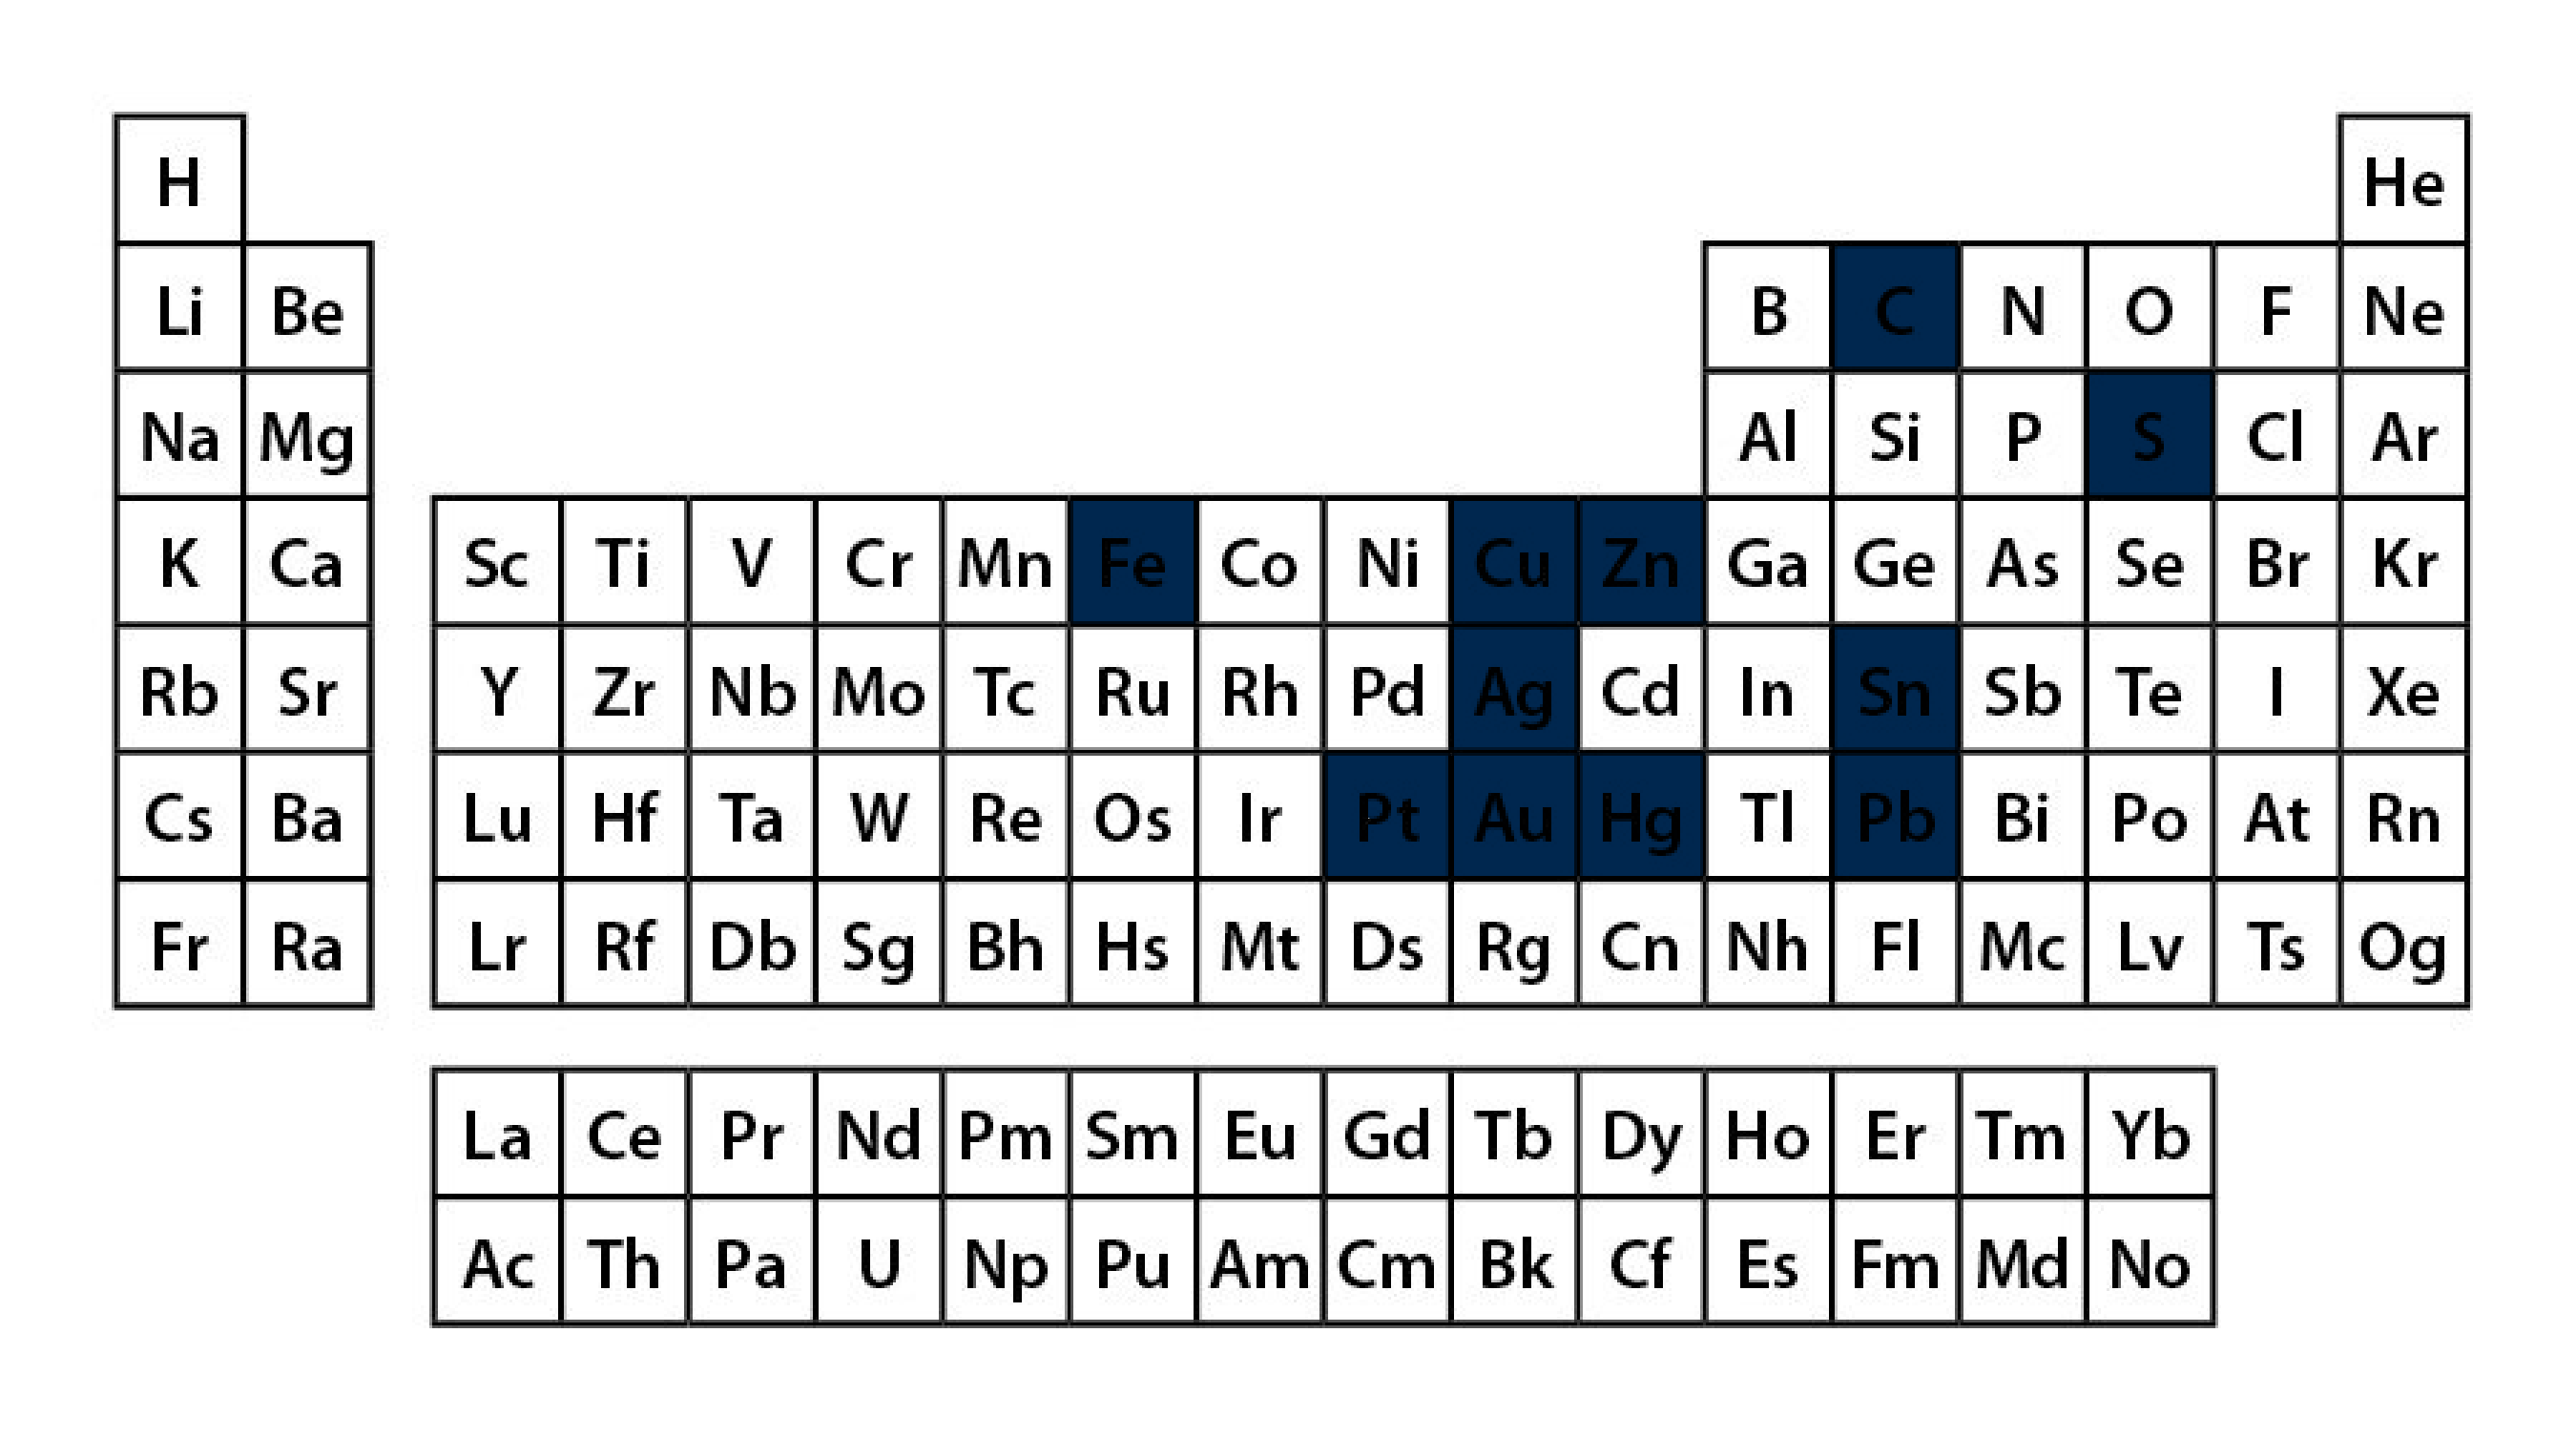 H He
Li Be B C N O F Ne
Na Mg Al Si P S Cl Ar
K Ca Sc Ti V Cr Mn Fe Co Ni Cu Zn Ga Ge As Se Br Kr
Rb Sr Y Zr Nb Mo Tc Ru Rh Pd Ag Cd In Sn Sb Te I Xe
Cs Ba Lu Hf Ta W Re Os Ir Pt Au Hg Tl Pb Bi Po At Rn
Fr Ra Lr Rf Db Sg Bh Hs Mt Ds Rg Cn Nh Fl Mc Lv Ts Og
La Ce Pr Nd Pm Sm Eu Gd Tb Dy Ho Er Tm Yb
Ac Th Pa U Np Pu Am Cm Bk Cf Es Fm Md No